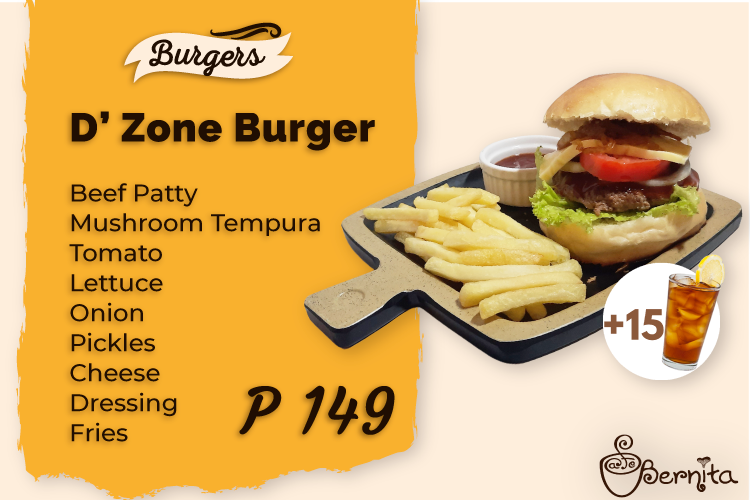 Burgers
D’ Zone Burger
Beef Patty
Mushroom Tempura
Tomato
Lettuce
Onion
Pickles
Cheese
Dressing
Fries
P 149
+15
Bernita